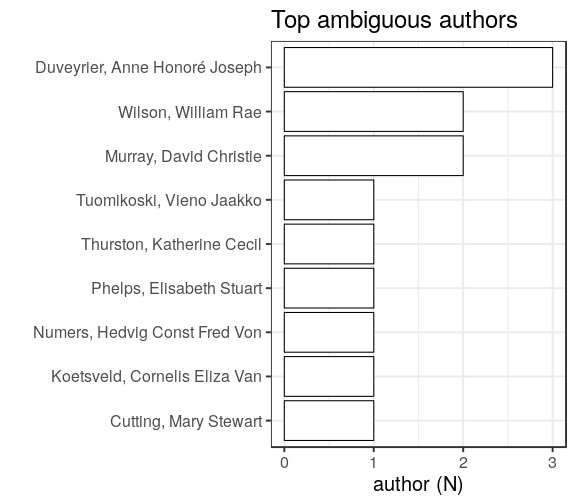 Top ambiguous authors
Duveyrier, Anne Honoré Joseph
Wilson, William Rae
Murray, David Christie
Tuomikoski, Vieno Jaakko
Thurston, Katherine Cecil
Phelps, Elisabeth Stuart
Numers, Hedvig Const Fred Von
Koetsveld, Cornelis Eliza Van
Cutting, Mary Stewart
0 1 2 3
author (N)